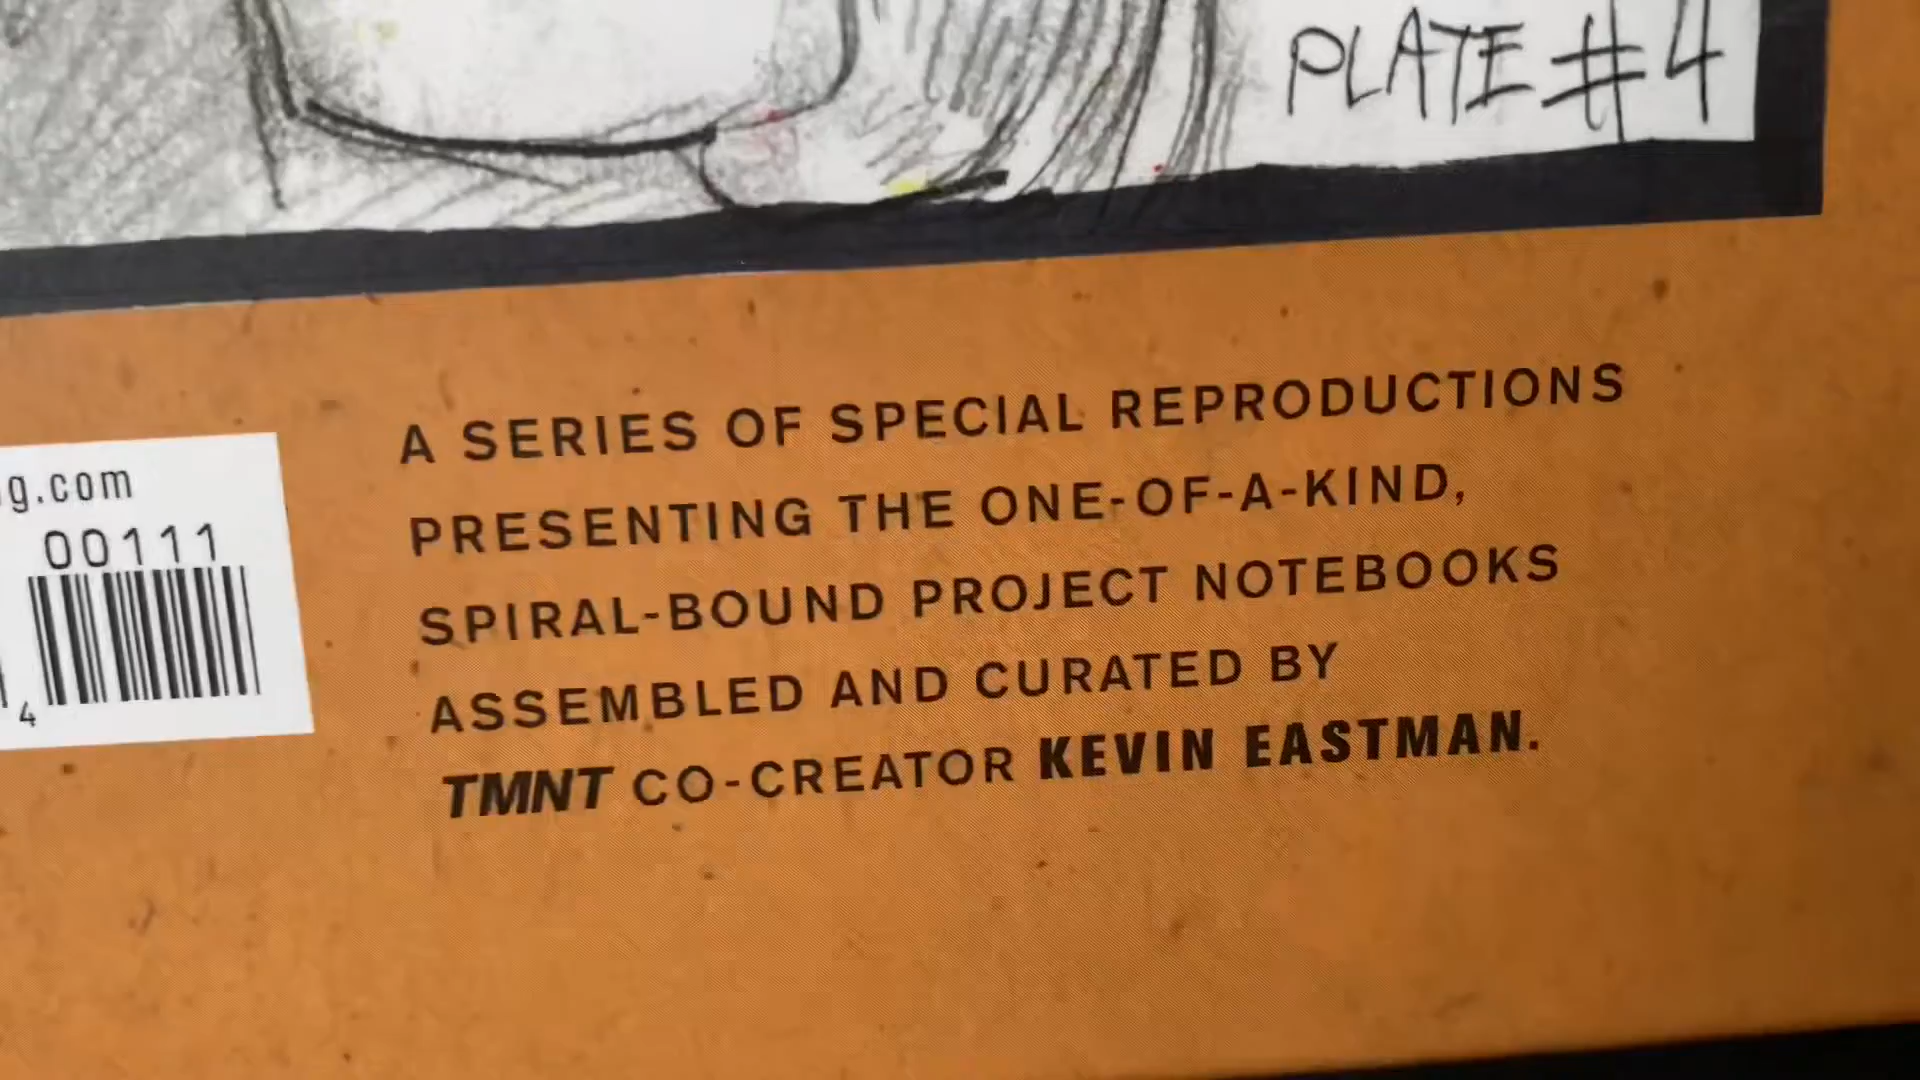 PLATE #4
g.com
00111
4
A SERIES OF SPECIAL REPRODUCTIONS
PRESENTING THE ONE-OF-A-KIND,
SPIRAL-BOUND PROJECT NOTEBOOKS
ASSEMBLED AND CURATED BY
TMNT CO-CREATOR KEVIN EASTMAN.